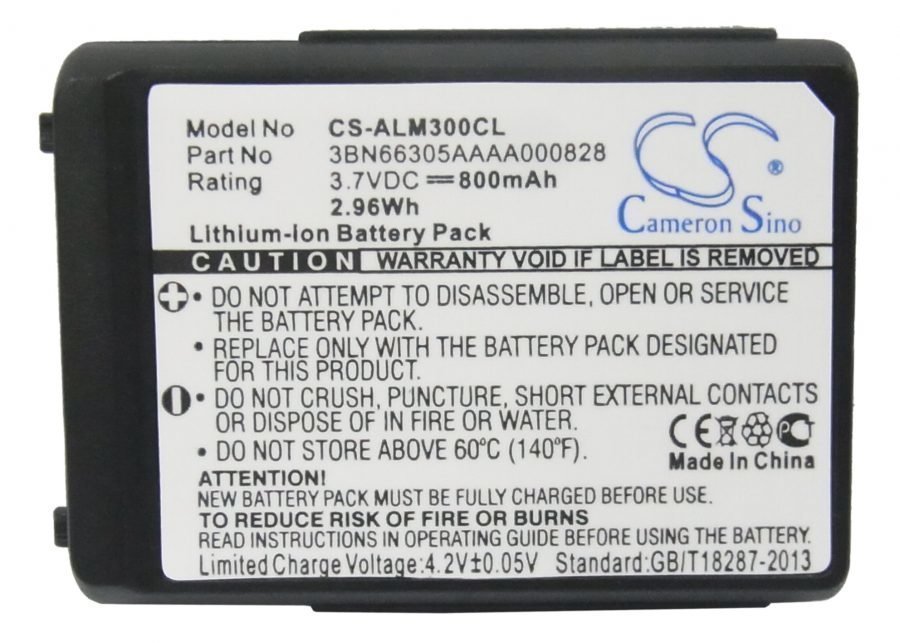 Model No CS-ALM300CL
Part No 3BN66305AAAA000828
Rating 3.7VDC ⎓ 800mAh
2.96Wh
Lithium-ion Battery Pack
CS ®
Cameron Sino
CAUTION WARRANTY VOID IF LABEL IS REMOVED
• DO NOT ATTEMPT TO DISASSEMBLE, OPEN OR SERVICE
THE BATTERY PACK.
• REPLACE ONLY WITH THE BATTERY PACK DESIGNATED
FOR THIS PRODUCT.
• DO NOT CRUSH, PUNCTURE, SHORT EXTERNAL CONTACTS
OR DISPOSE OF IN FIRE OR WATER.
• DO NOT STORE ABOVE 60°C (140°F).
CE
Made In China
ATTENTION!
NEW BATTERY PACK MUST BE FULLY CHARGED BEFORE USE.
TO REDUCE RISK OF FIRE OR BURNS
READ INSTRUCTIONS IN OPERATING GUIDE BEFORE USING THE BATTERY.
Limited Charge Voltage:4.2V±0.05V Standard:GB/T18287-2013